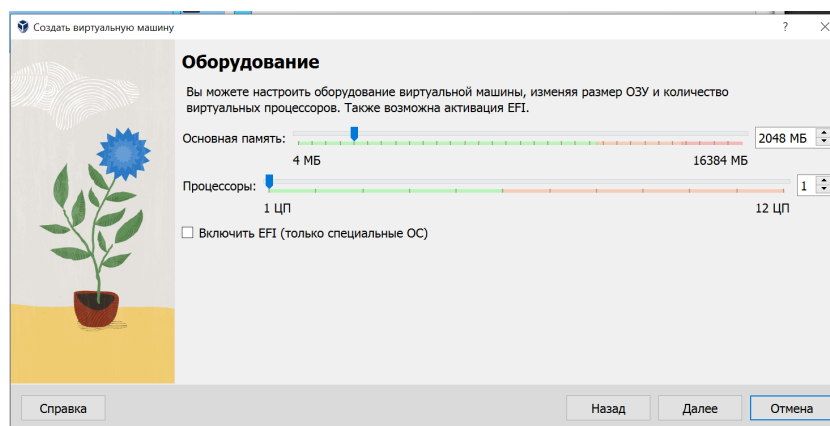 Создать виртуальную машину
Оборудование
Вы можете настроить оборудование виртуальной машины, изменяя размер ОЗУ и количество
виртуальных процессоров. Также возможна активация EFI.
Основная память: 2048 МБ
4 МБ 16384 МБ
Процессоры: 1
1 ЦП 12 ЦП
Включить EFI (только специальные ОС)
Справка Назад Далее Отмена